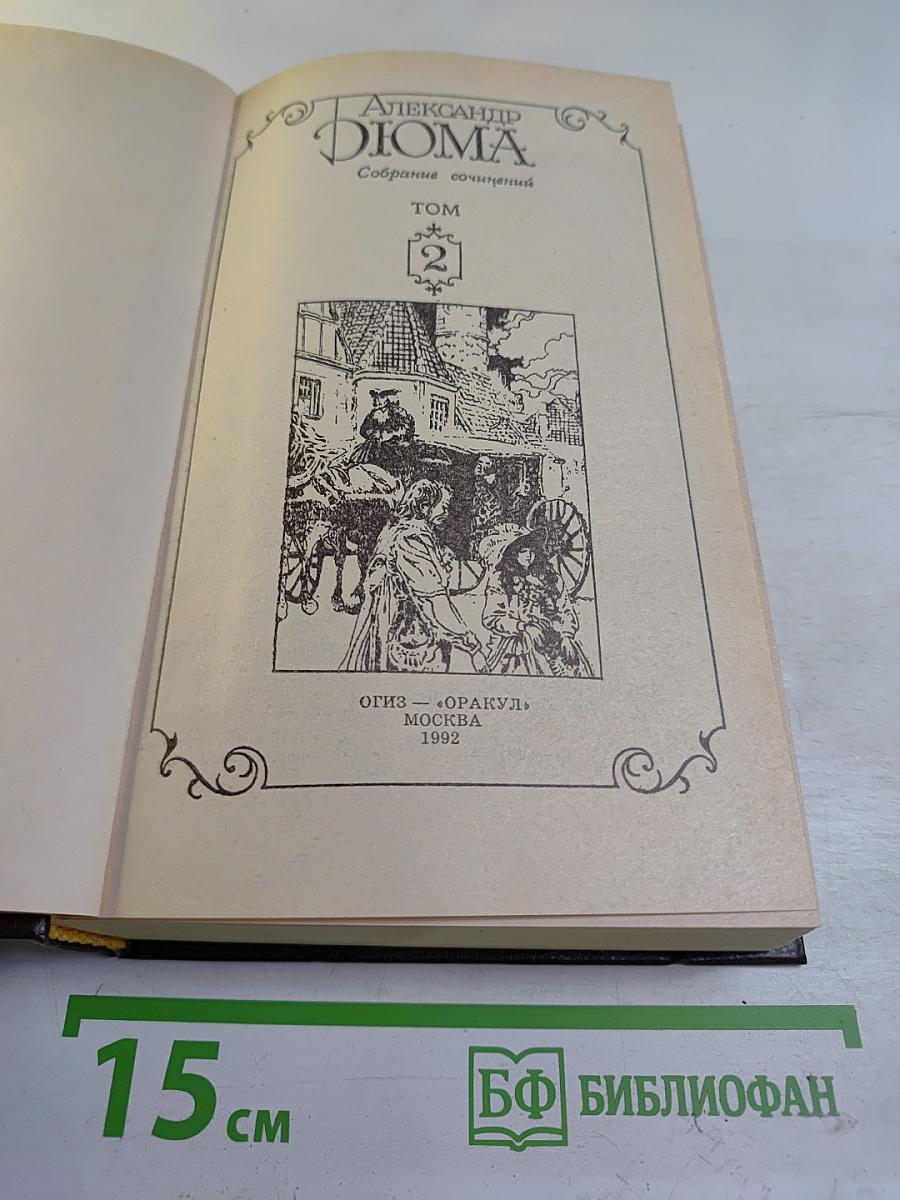 АЛЕКСАНДР
ДЮМА
Собрание сочинений
ТОМ
2
ОГИЗ — «ОРАКУЛ»
МОСКВА
1992
15 см
БФ БИБЛИОФАН